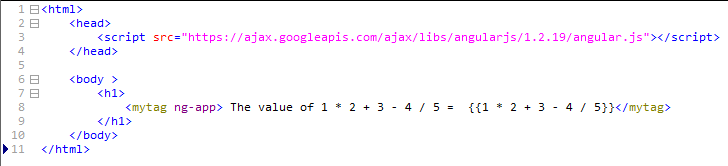 1 <html>
2 <head>
3 <script src="https://ajax.googleapis.com/ajax/libs/angularjs/1.2.19/angular.js"></script>
4 </head>
5
6 <body >
7 <h1>
8 <mytag ng-app> The value of 1 * 2 + 3 - 4 / 5 =  {{1 * 2 + 3 - 4 / 5}}</mytag>
9 </h1>
10 </body>
11 </html>